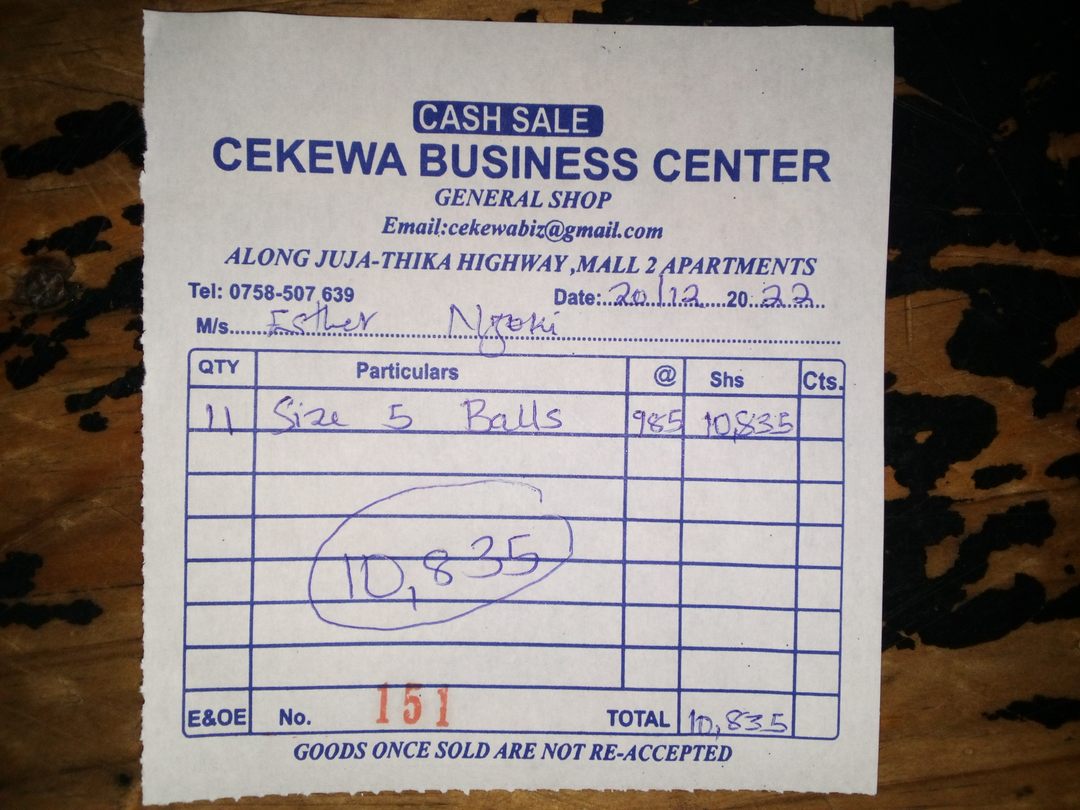 CASH SALE
CEKEWA BUSINESS CENTER
GENERAL SHOP
Email:cekewabiz@gmail.com
ALONG JUJA-THIKA HIGHWAY ,MALL 2 APARTMENTS
Tel: 0758-507 639 Date: 20/12 2022
M/s. Esther Njoki
QTY Particulars @ Shs Cts.
11 Size 5 Balls 985 10,835
10,835
E&OE No. 151 TOTAL 10,835
GOODS ONCE SOLD ARE NOT RE-ACCEPTED